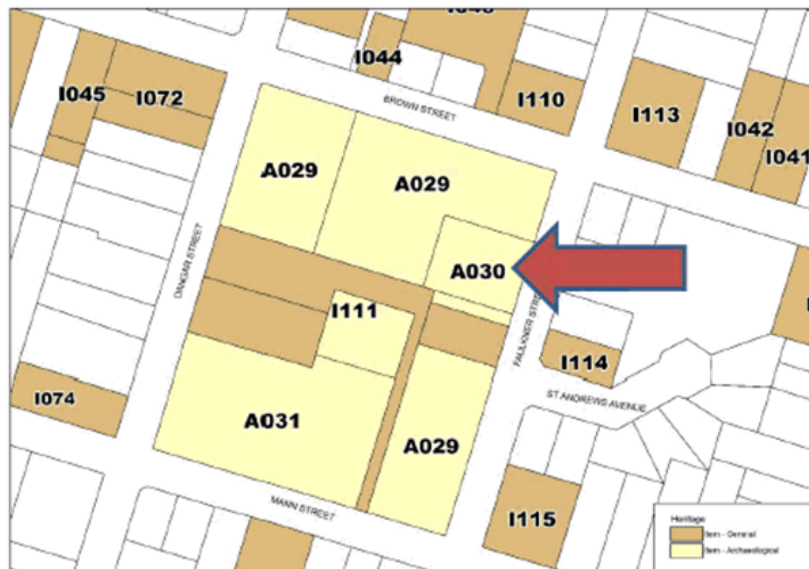 I044
I045
I072
I110
I113
I042
I041
BROWN STREET
A029
A029
A030
DANGAR STREET
I111
FAULKNER
I114
I074
ST ANDREWS AVENUE
A031
A029
MANN STREET
I115
Heritage
Item - General
Item - Archaeological